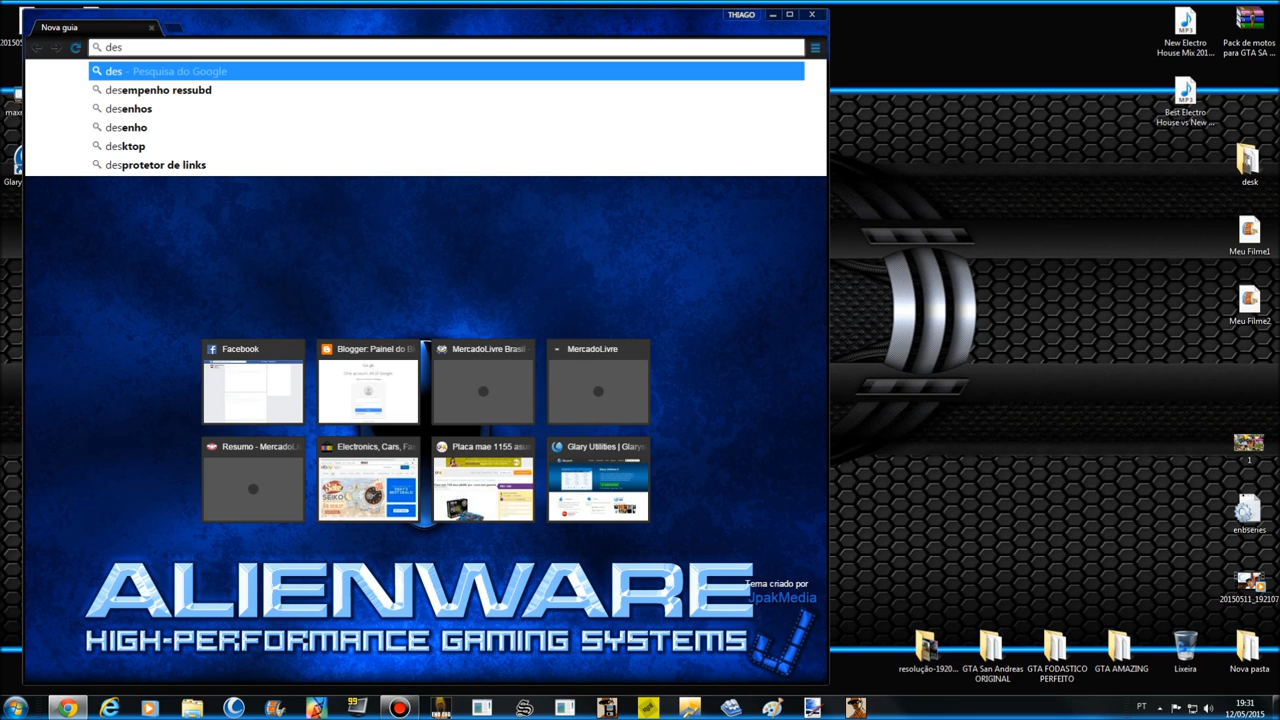 THIAGO
Nova guia
des
des - Pesquisa do Google
desempenho ressubd
desenhos
desenho
desktop
desprotetor de links
Facebook
Blogger: Painel do B
MercadoLivre Brasil -
MercadoLivre
Resumo - MercadoLi
Electronics, Cars, Fa
Placa mae 1155 asu
Glary Utilities | Glarys
ALIENWARE
HIGH-PERFORMANCE GAMING SYSTEMS
Tema criado por
JpakMedia
New Electro
House Mix 201...
Pack de motos
para GTA SA ...
Best Electro
House vs New ...
desk
Meu Filme1
Meu Filme2
1
enbseries
20150511_192107
resolução-1920...
GTA San Andreas
ORIGINAL
GTA FODASTICO
PERFEITO
GTA AMAZING
Lixeira
Nova pasta
99
PT
19:31
12/05/2015